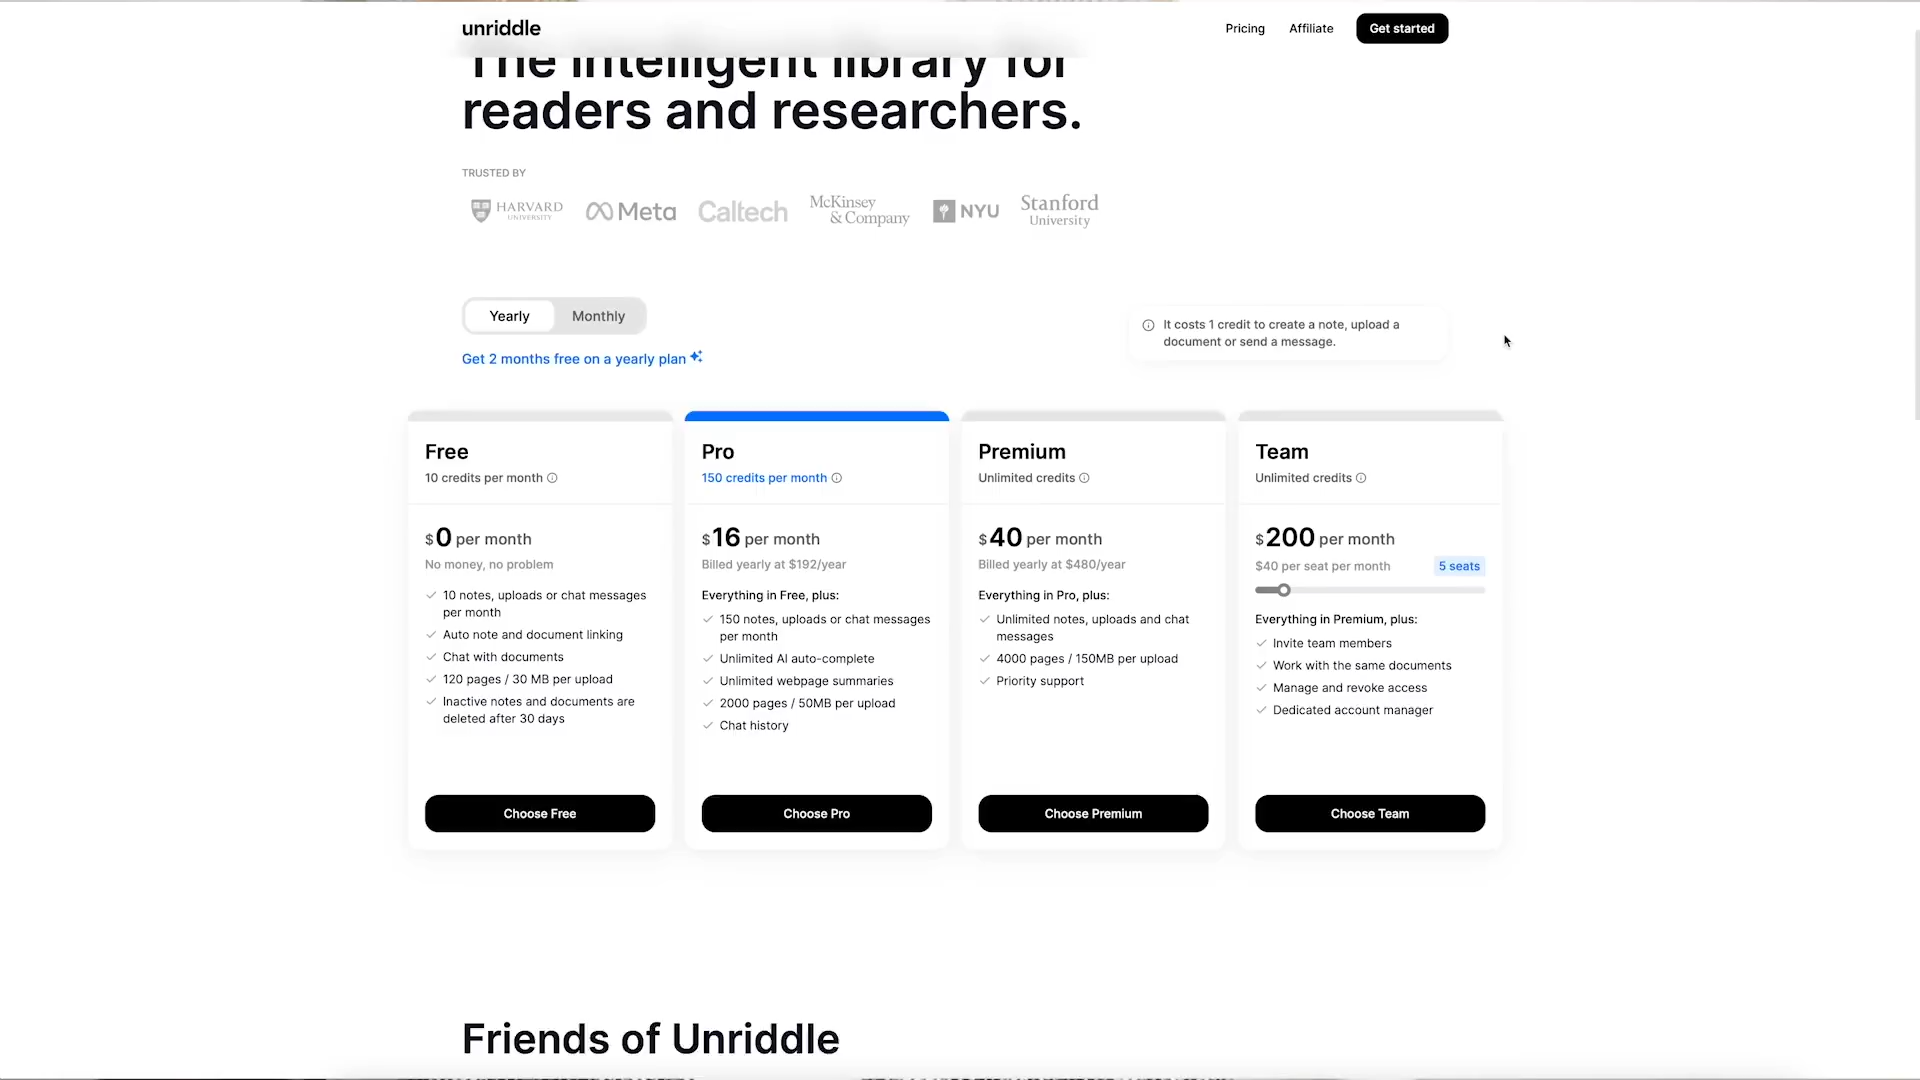 unriddle
Pricing
Affiliate
Get started
The intelligent library for
readers and researchers.
TRUSTED BY
HARVARD
UNIVERSITY
Meta
Caltech
McKinsey
& Company
NYU
Stanford
University
Yearly
Monthly
Get 2 months free on a yearly plan
It costs 1 credit to create a note, upload a
document or send a message.
Free
10 credits per month
$0 per month
No money, no problem
10 notes, uploads or chat messages
per month
Auto note and document linking
Chat with documents
120 pages / 30 MB per upload
Inactive notes and documents are
deleted after 30 days
Choose Free
Pro
150 credits per month
$16 per month
Billed yearly at $192/year
Everything in Free, plus:
150 notes, uploads or chat messages
per month
Unlimited AI auto-complete
Unlimited webpage summaries
2000 pages / 50MB per upload
Chat history
Choose Pro
Premium
Unlimited credits
$40 per month
Billed yearly at $480/year
Everything in Pro, plus:
Unlimited notes, uploads and chat
messages
4000 pages / 150MB per upload
Priority support
Choose Premium
Team
Unlimited credits
$200 per month
$40 per seat per month
5 seats
Everything in Premium, plus:
Invite team members
Work with the same documents
Manage and revoke access
Dedicated account manager
Choose Team
Friends of Unriddle